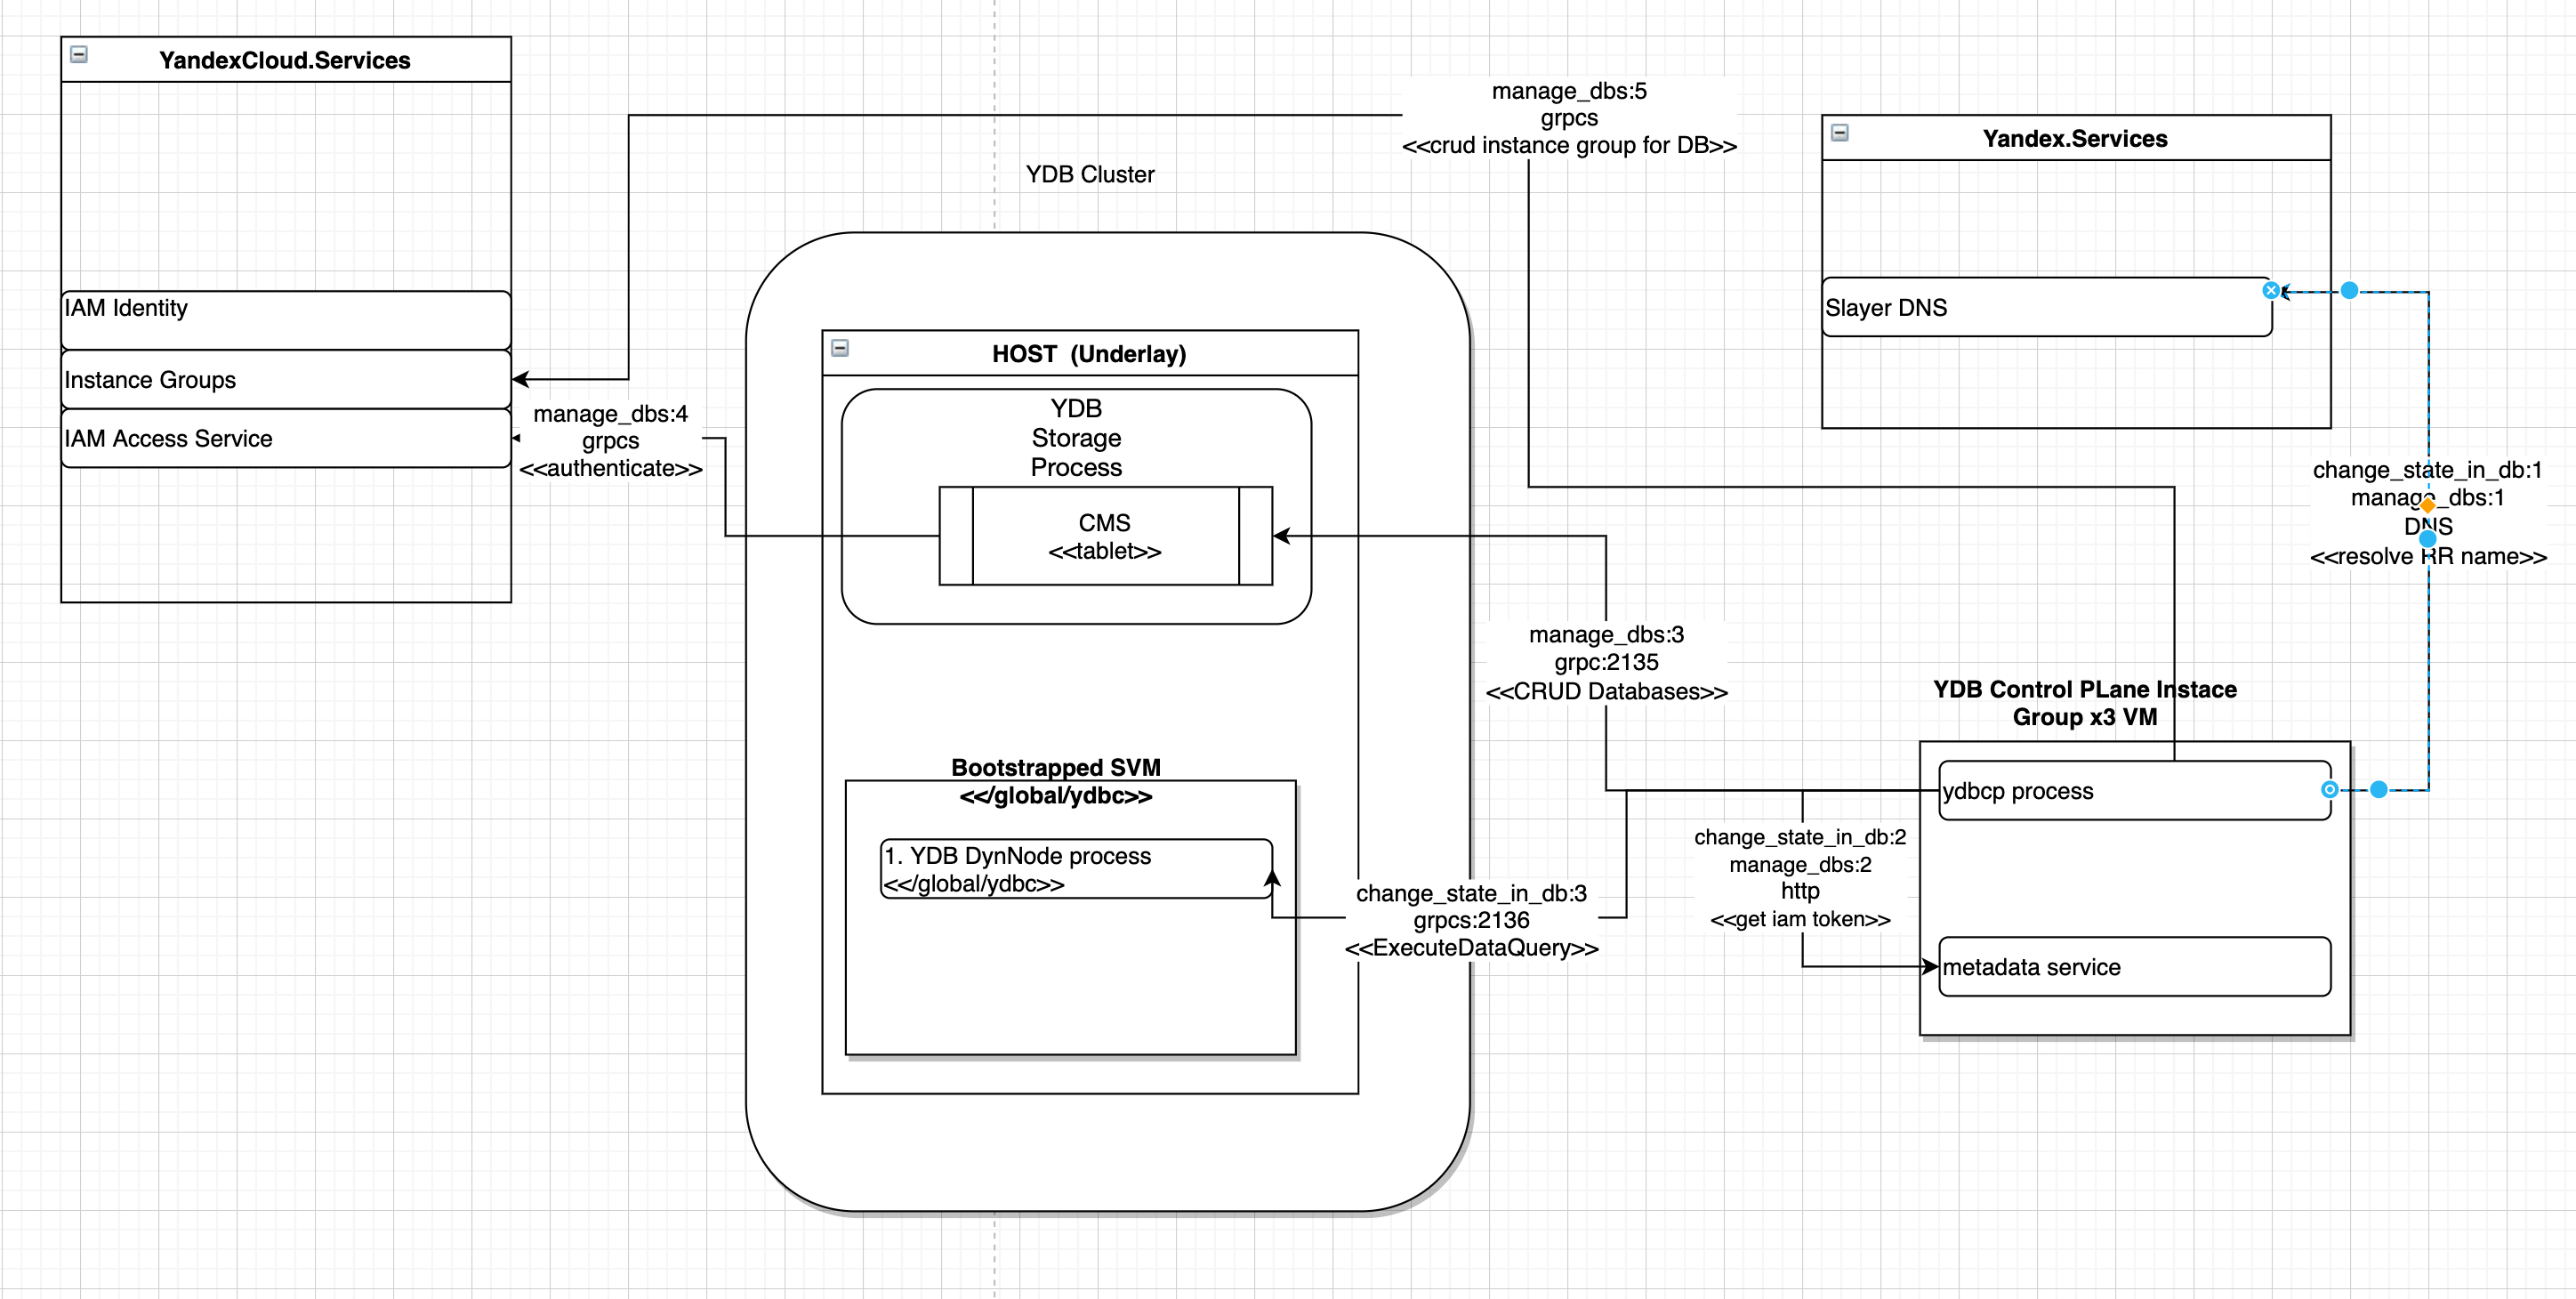 YandexCloud.Services
IAM Identity
Instance Groups
IAM Access Service
manage_dbs:4
grpcs
<<authenticate>>
manage_dbs:5
grpcs
<<crud instance group for DB>>
YDB Cluster
HOST  (Underlay)
YDB
Storage
Process
CMS
<<tablet>>
Bootstrapped SVM
<</global/ydbc>>
1. YDB DynNode process
<</global/ydbc>>
manage_dbs:3
grpc:2135
<<CRUD Databases>>
change_state_in_db:3
grpcs:2136
<<ExecuteDataQuery>>
Yandex.Services
Slayer DNS
change_state_in_db:1
manage_dbs:1
DNS
<<resolve RR name>>
YDB Control PLane Instace
Group x3 VM
ydbcp process
change_state_in_db:2
manage_dbs:2
http
<<get iam token>>
metadata service